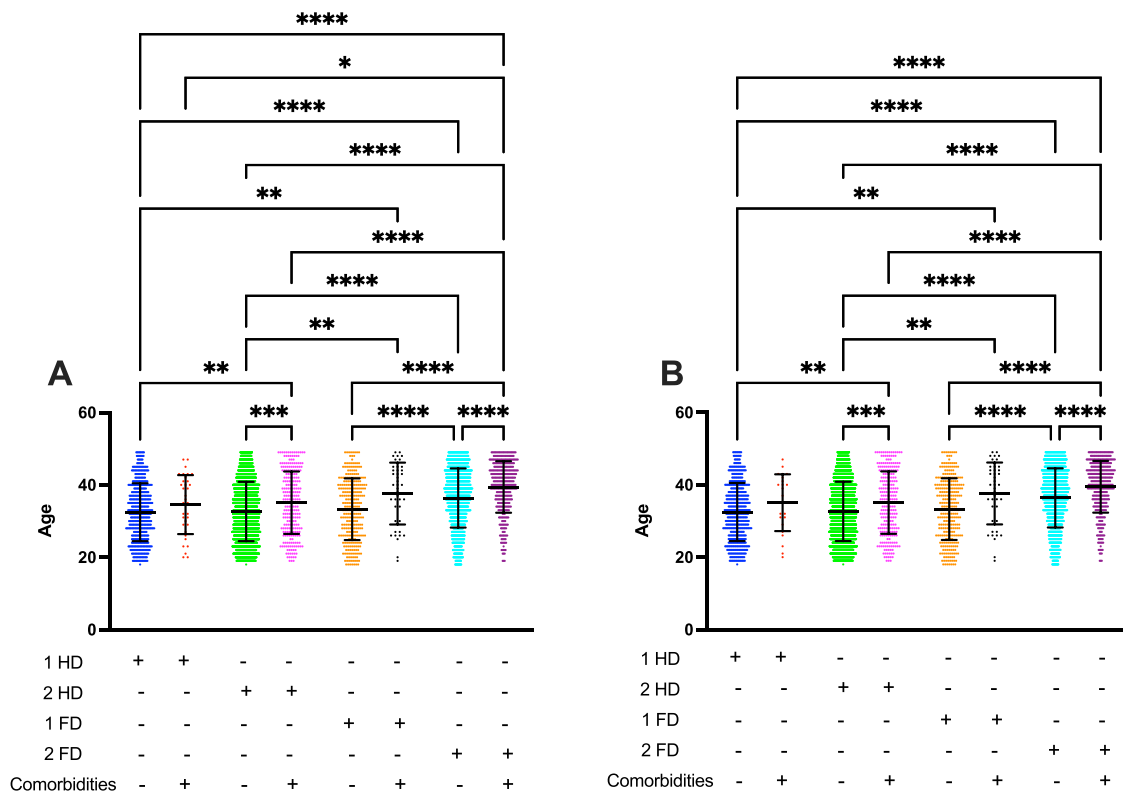 **** 
*
****
****
**
****
****
**
**
****
***
****
****
A
60
40
20
0
Age
1 HD + + - - - - - -
2 HD - - + + - - - -
1 FD - - - - + + - -
2 FD - - - - - - + +
Comorbidities - + - + - + - +
****
****
****
**
****
****
**
**
****
***
****
****
B
60
40
20
0
Age
1 HD + + - - - - - -
2 HD - - + + - - - -
1 FD - - - - + + - -
2 FD - - - - - - + +
Comorbidities - + - + - + - +